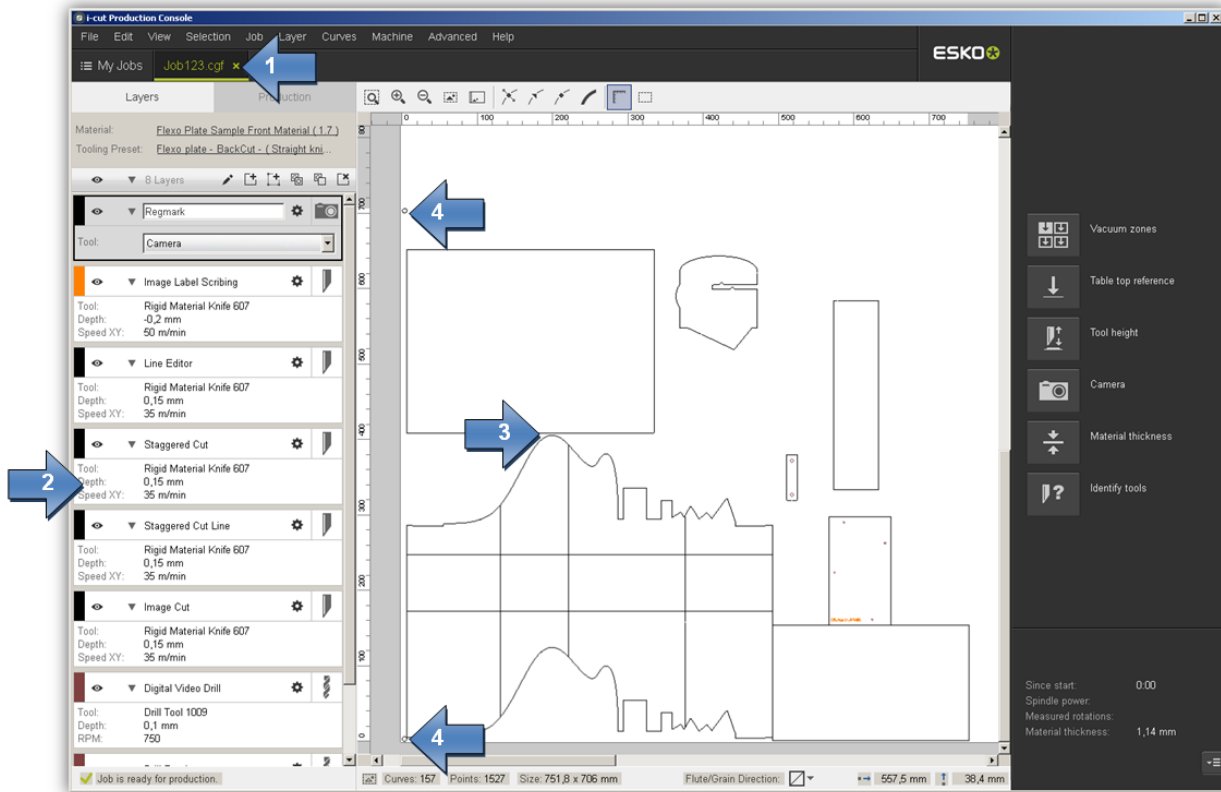 i-cut Production Console
File Edit View Selection Job Layer Curves Machine Advanced Help
My Jobs Job123.cgf × 1
ESKO
Layers Production
Material: Flexo Plate Sample Front Material (1.7.)
Tooling Preset: Flexo plate - BackCut - ( Straight kni...
8 Layers
0 100 200 300 400 500 600 700
800
700
600
500
400
300
200
100
0
Regmark
Tool: Camera
Image Label Scribing
Tool: Rigid Material Knife 607
Depth: -0,2 mm
Speed XY: 50 m/min
Line Editor
Tool: Rigid Material Knife 607
Depth: 0,15 mm
Speed XY: 35 m/min
Staggered Cut
Tool: Rigid Material Knife 607
Depth: 0,15 mm
Speed XY: 35 m/min
Staggered Cut Line
Tool: Rigid Material Knife 607
Depth: 0,15 mm
Speed XY: 35 m/min
Image Cut
Tool: Rigid Material Knife 607
Depth: 0,15 mm
Speed XY: 35 m/min
Digital Video Drill
Tool: Drill Tool 1009
Depth: 0,1 mm
RPM: 750
2
3
4
4
Vacuum zones
Table top reference
Tool height
Camera
Material thickness
Identify tools
Since start: 0:00
Spindle power:
Measured rotations:
Material thickness: 1,14 mm
Job is ready for production.
Curves: 157 Points: 1527 Size: 751,8 x 706 mm Flute/Grain Direction: 557,5 mm 38,4 mm